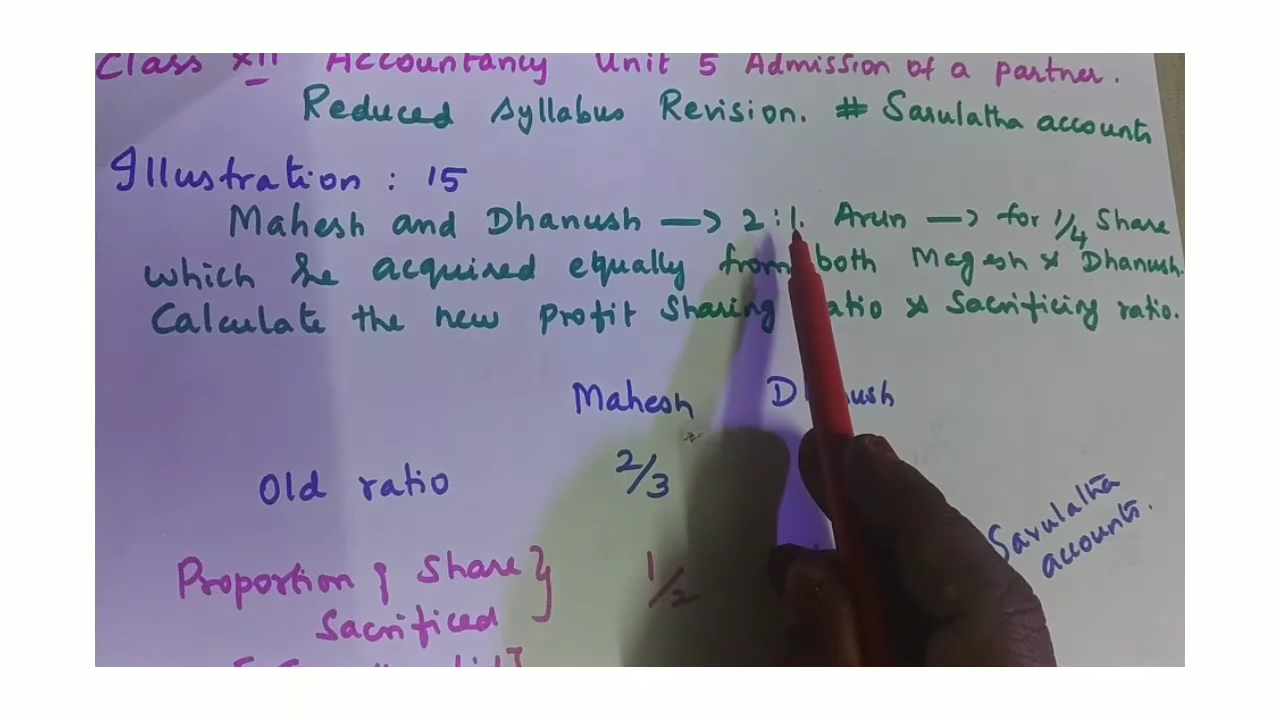 Class XII Accountancy Unit 5 Admission of a partner.
Reduced syllabus Revision. # Sarulatha accounts
Illustration : 15
Mahesh and Dhanush → 2:1. Arun → for 1/4 Share
which he acquired equally from both Magesh & Dhanush.
Calculate the new profit Sharing ratio & Sacrificing ratio.
Mahesh
Old ratio 2/3
Proportion of Share } 1/2
Sacrificed
Sarulatha
accounts.